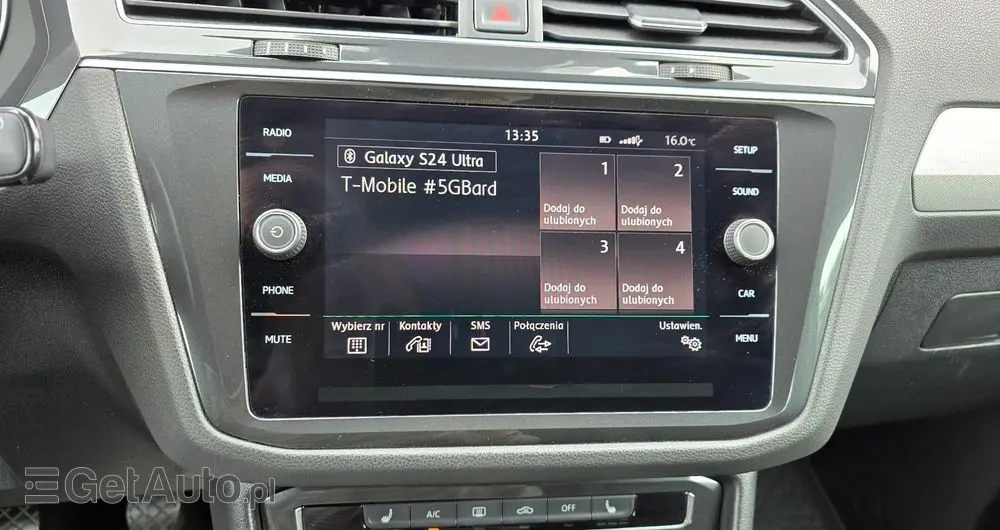 RADIO
MEDIA
PHONE
MUTE
13:35
16.0°C
Galaxy S24 Ultra
T-Mobile #5GBard
1
Dodaj do
ulubionych
2
Dodaj do
ulubionych
3
Dodaj do
ulubionych
4
Dodaj do
ulubionych
Wybierz nr
Kontakty
SMS
Połączenia
Ustawien.
SETUP
SOUND
CAR
MENU
A/C
OFF
GetAuto.pl